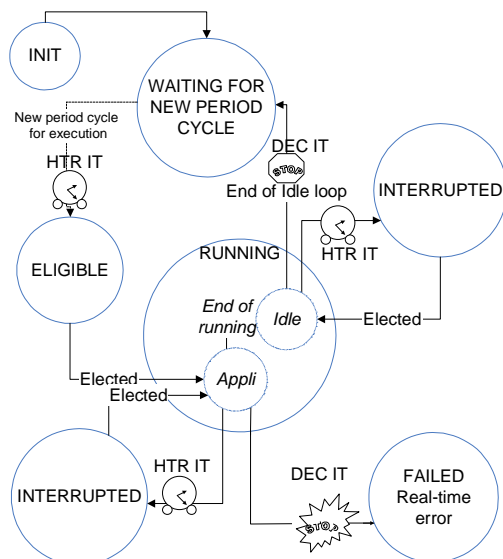 INIT
WAITING FOR
NEW PERIOD
CYCLE
New period cycle
for execution
HTR IT
DEC IT
STOP
End of Idle loop
INTERRUPTED
HTR IT
ELIGIBLE
RUNNING
End of
running
Idle
Elected
Appli
Elected
Elected
HTR IT
INTERRUPTED
DEC IT
STOP
FAILED
Real-time
error